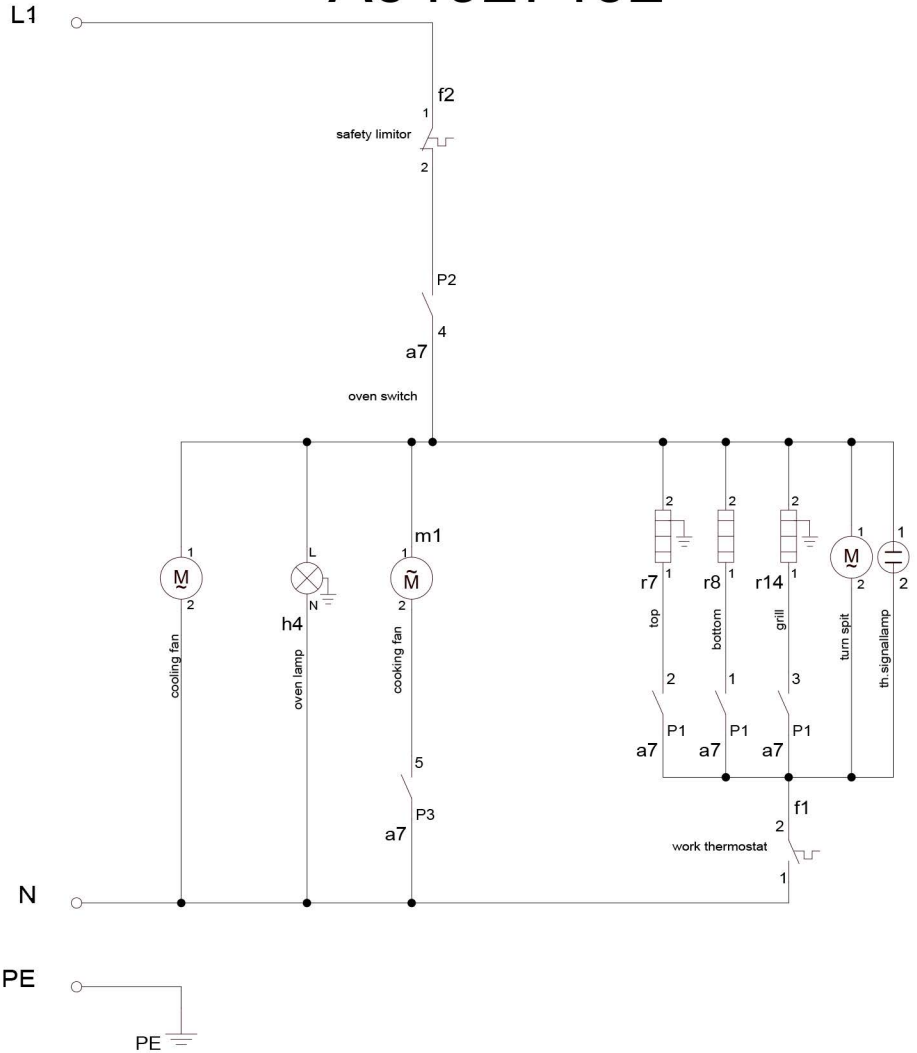 L1
f2
1
safety limitor
2
P2
4
a7
oven switch
2 2 2
1 L m1 1 1
1
M M M
2 N 2 r7 1 r8 1 r14 1 2 2
h4
cooling fan
oven lamp
cooking fan
top
bottom
grill
turn spit
th.signallamp
2 1 3
P1 P1 P1
a7 a7 a7
5
P3
a7
f1
2
work thermostat
1
N
PE
PE